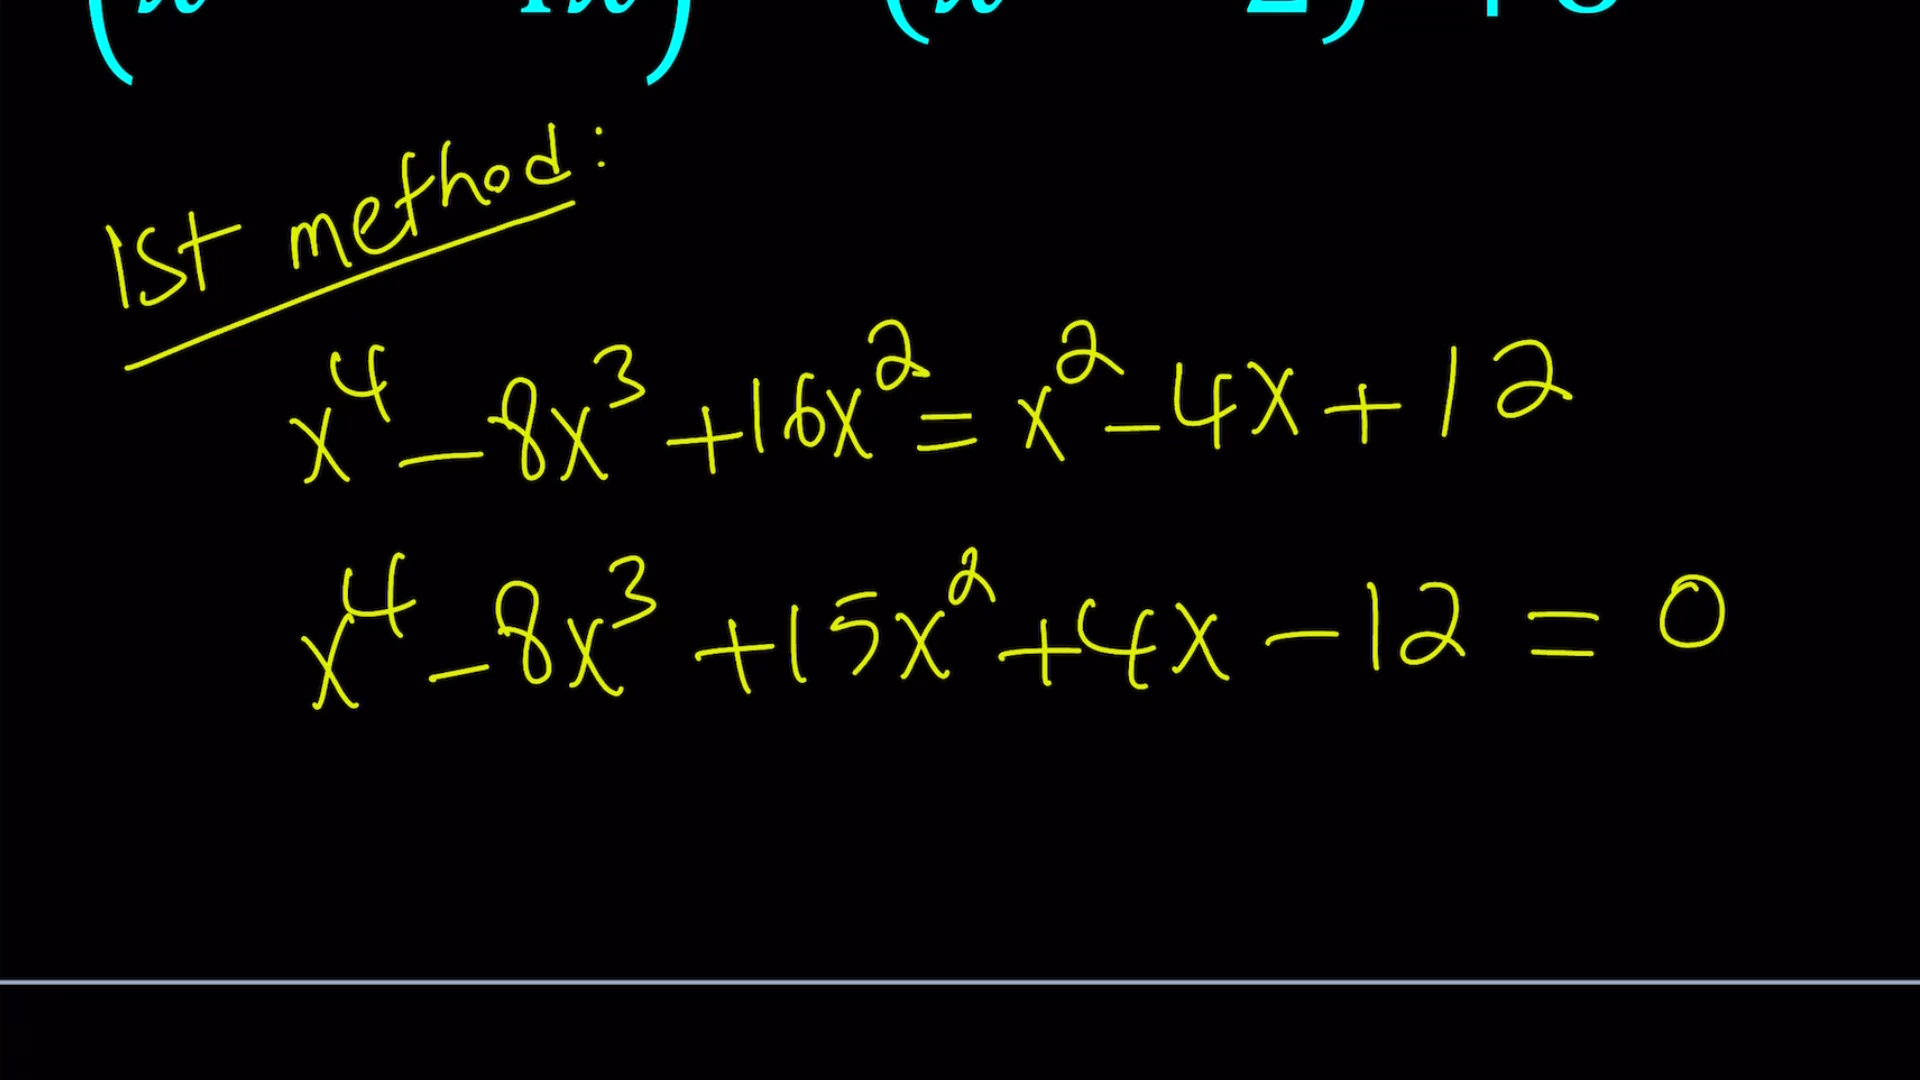 1st method:
x⁴ - 8x³ + 16x² = x² - 4x + 12
x⁴ - 8x³ + 15x² + 4x - 12 = 0